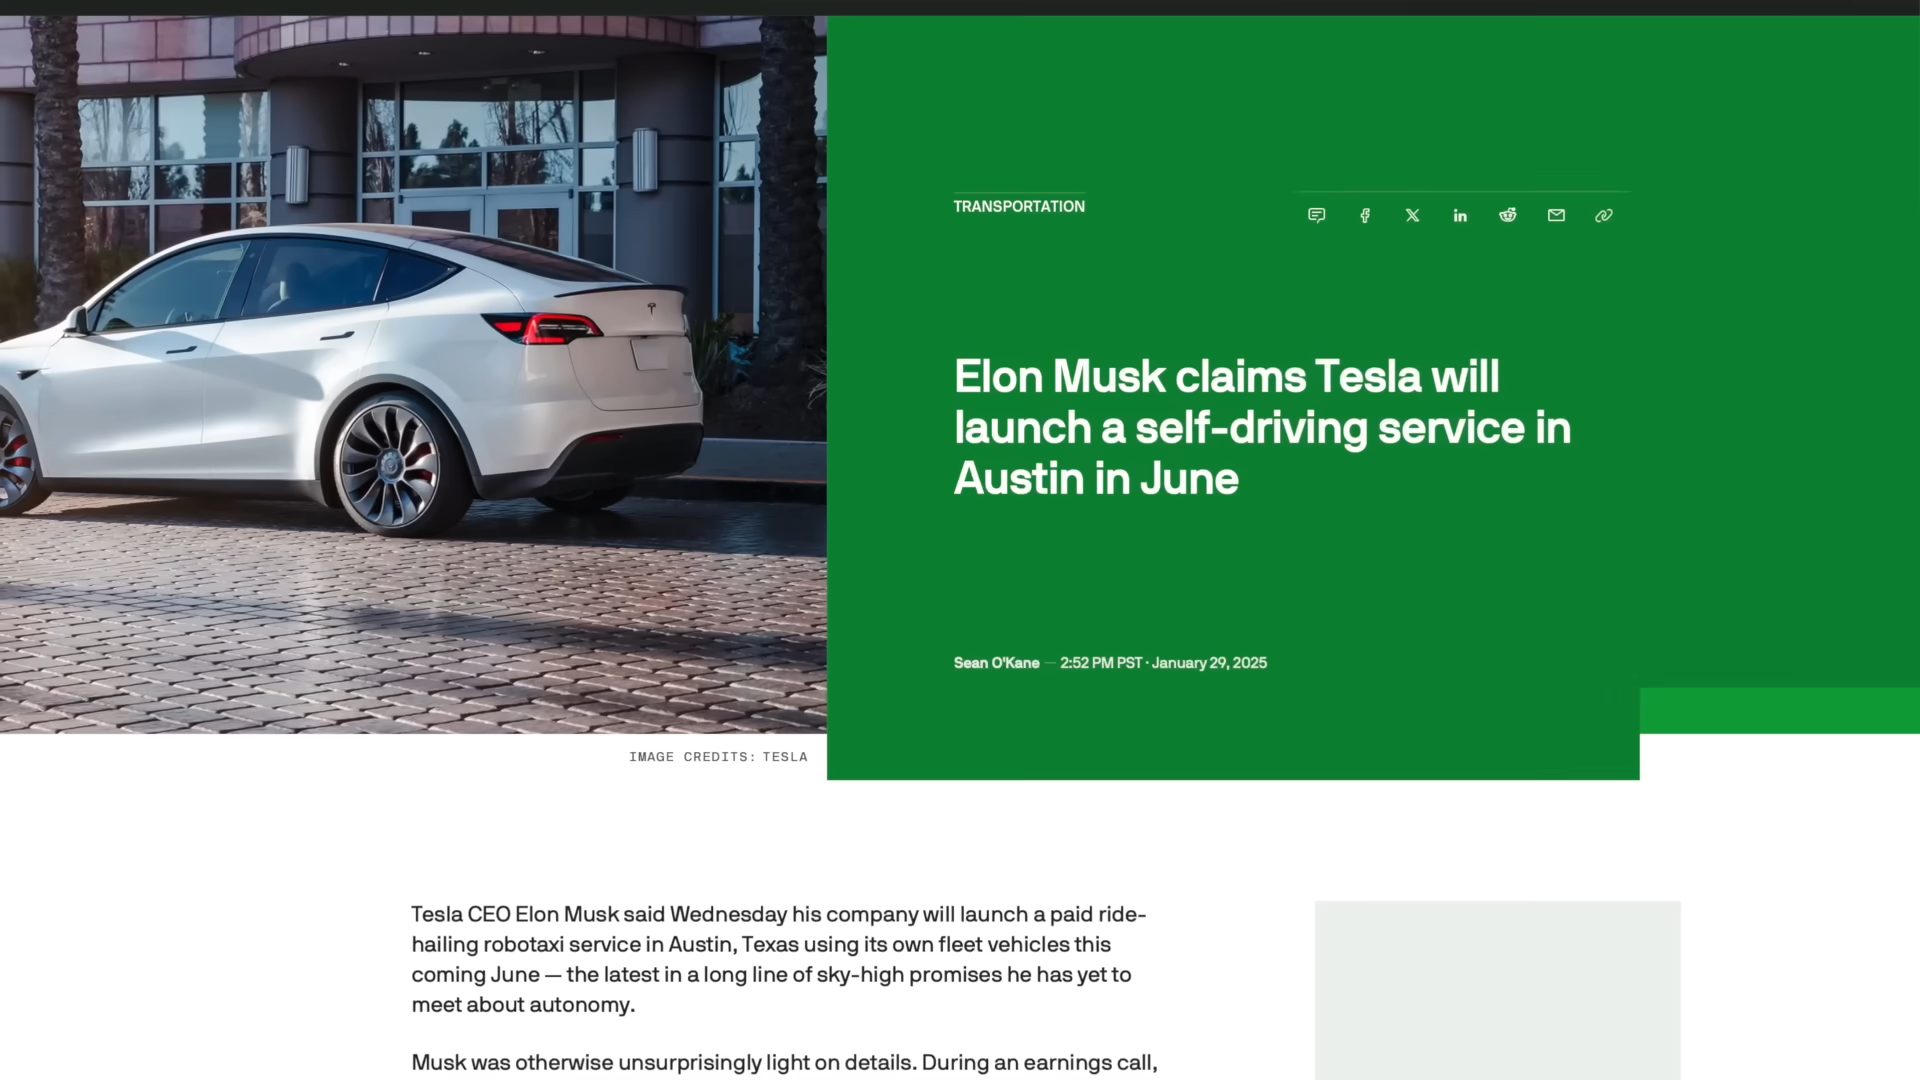 TRANSPORTATION
Elon Musk claims Tesla will
launch a self-driving service in
Austin in June
Sean O'Kane — 2:52 PM PST · January 29, 2025
IMAGE CREDITS: TESLA
Tesla CEO Elon Musk said Wednesday his company will launch a paid ride-
hailing robotaxi service in Austin, Texas using its own fleet vehicles this
coming June — the latest in a long line of sky-high promises he has yet to
meet about autonomy.
Musk was otherwise unsurprisingly light on details. During an earnings call,